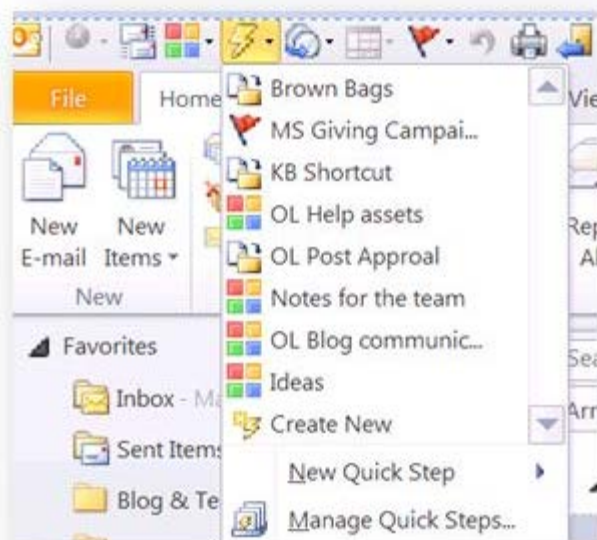 File
Home
Vie
New
E-mail
New
Items
New
Rep
Al
Favorites
Inbox - Ma
Sent Items
Blog & Te
Sea
Arr
Brown Bags
MS Giving Campai...
KB Shortcut
OL Help assets
OL Post Approal
Notes for the team
OL Blog communic...
Ideas
Create New
New Quick Step
Manage Quick Steps...